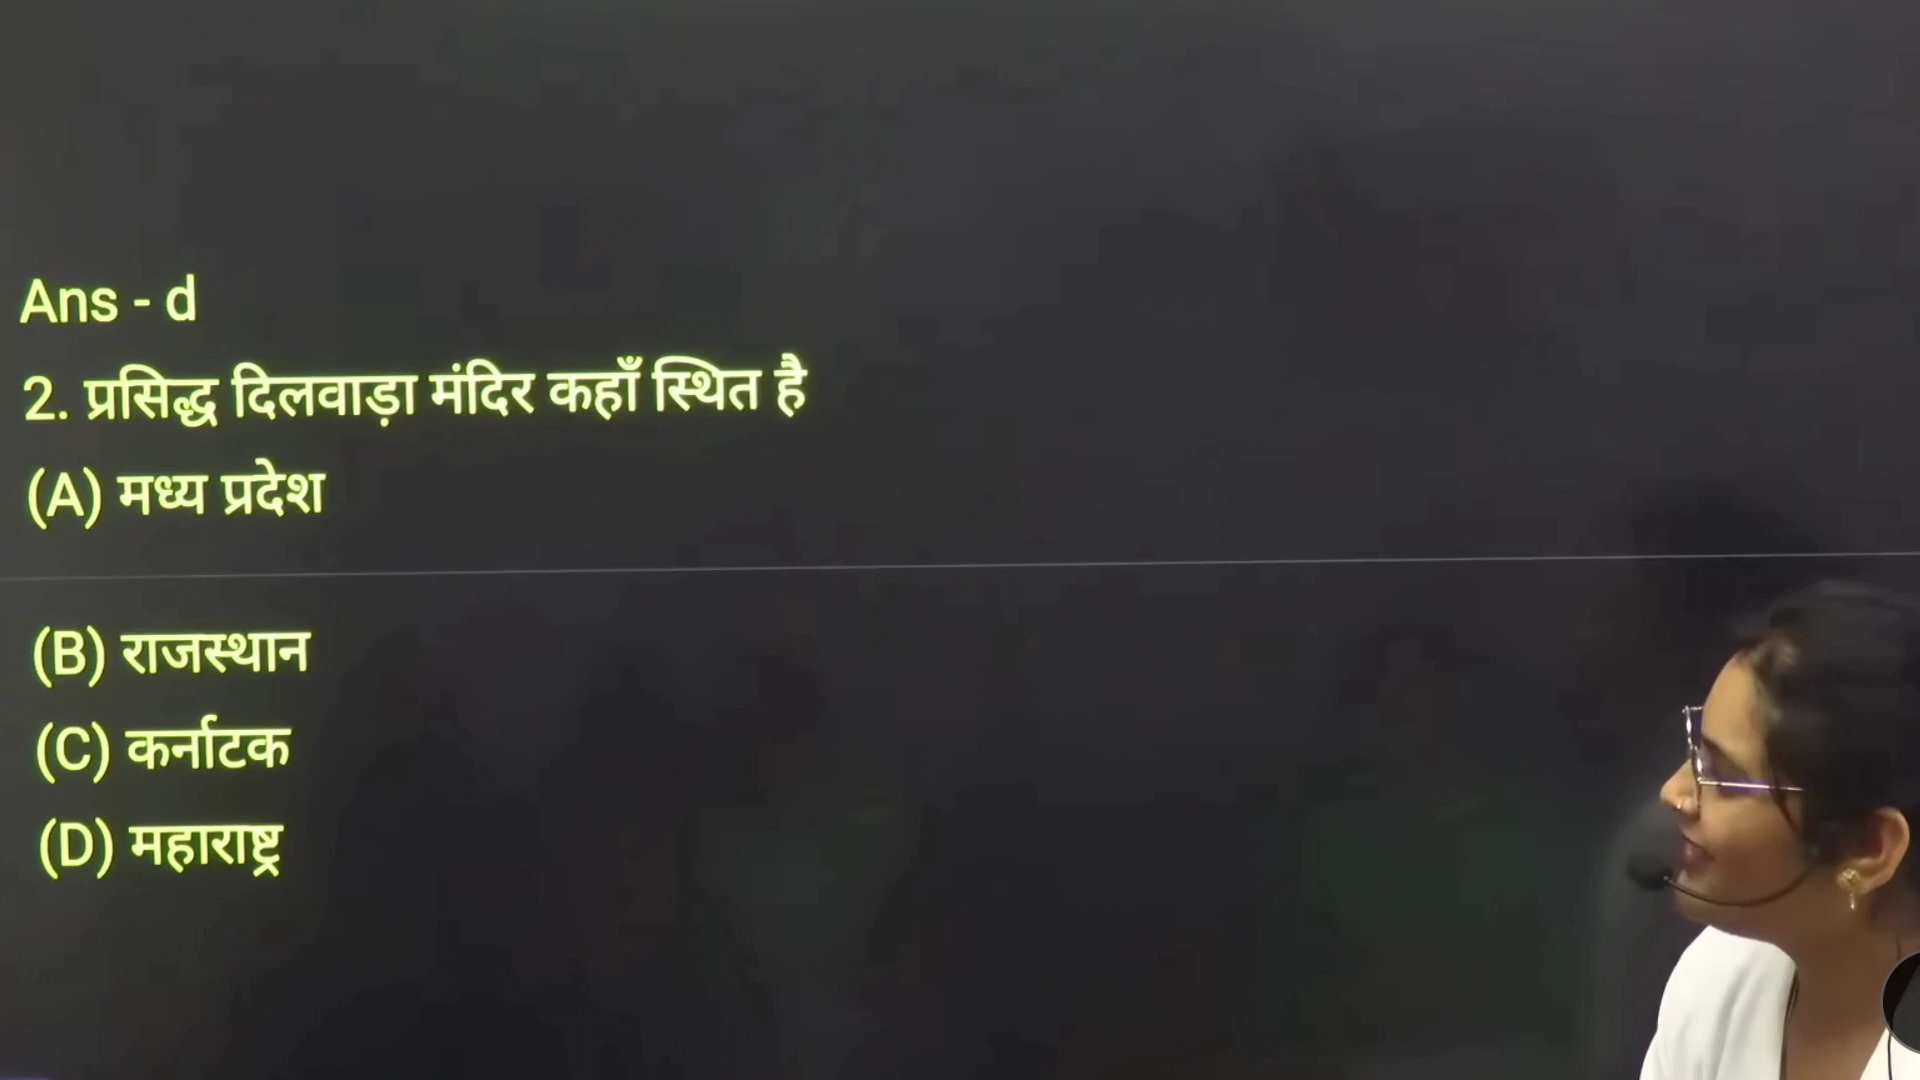 Ans - d
2. प्रसिद्ध दिलवाड़ा मंदिर कहाँ स्थित है
(A) मध्य प्रदेश
(B) राजस्थान
(C) कर्नाटक
(D) महाराष्ट्र